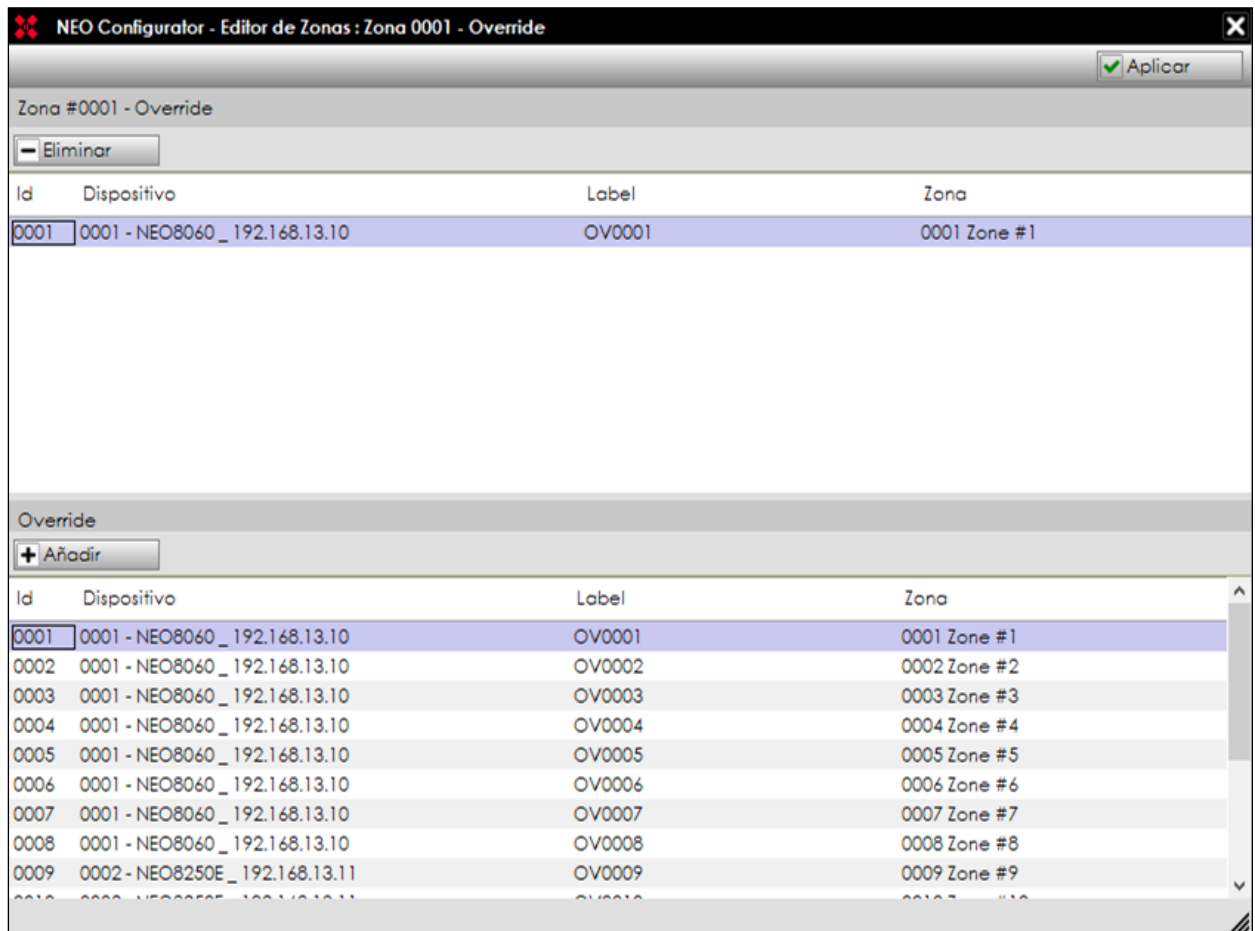 NEO Configurator - Editor de Zonas : Zona 0001 - Override
Aplicar
Zona #0001 - Override
Eliminar
Id Dispositivo Label Zona
0001 0001 - NEO8060 _ 192.168.13.10 OV0001 0001 Zone #1
Override
Añadir
Id Dispositivo Label Zona
0001 0001 - NEO8060 _ 192.168.13.10 OV0001 0001 Zone #1
0002 0001 - NEO8060 _ 192.168.13.10 OV0002 0002 Zone #2
0003 0001 - NEO8060 _ 192.168.13.10 OV0003 0003 Zone #3
0004 0001 - NEO8060 _ 192.168.13.10 OV0004 0004 Zone #4
0005 0001 - NEO8060 _ 192.168.13.10 OV0005 0005 Zone #5
0006 0001 - NEO8060 _ 192.168.13.10 OV0006 0006 Zone #6
0007 0001 - NEO8060 _ 192.168.13.10 OV0007 0007 Zone #7
0008 0001 - NEO8060 _ 192.168.13.10 OV0008 0008 Zone #8
0009 0002 - NEO8250E _ 192.168.13.11 OV0009 0009 Zone #9